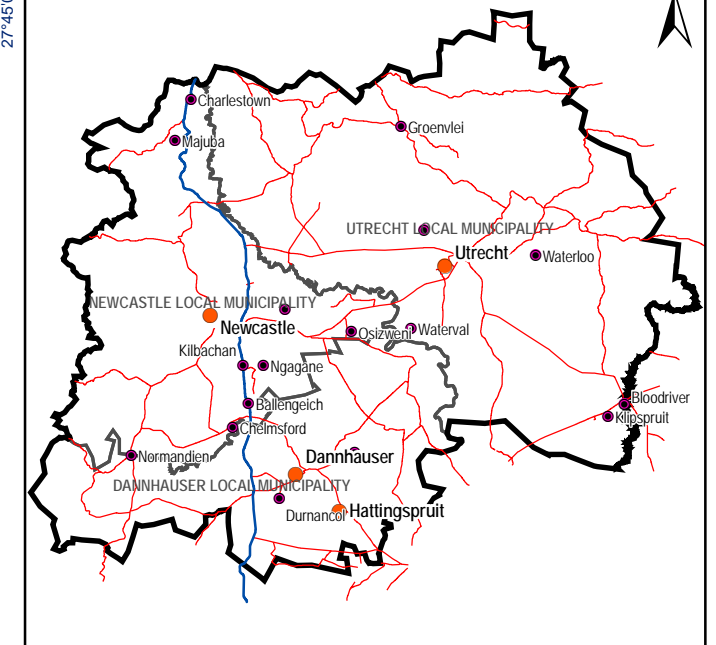 27°45'0
Charlestown
Groenvlei
Majuba
UTRECHT LOCAL MUNICIPALITY
Utrecht
Waterloo
NEWCASTLE LOCAL MUNICIPALITY
Newcastle
Osizweni
Waterval
Kilbachan
Ngagane
Ballengeich
Bloodriver
Klipspruit
Chelmsford
Normandien
Dannhauser
DANNHAUSER LOCAL MUNICIPALITY
Durnancol
Hattingspruit